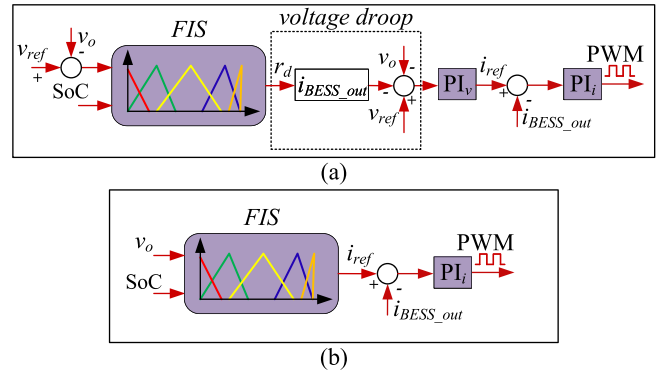 FIS
voltage droop
v_ref
v_o
+
-
SoC
r_d
i_BESS_out
v_o
-
-
+
v_ref
PI_v
i_ref
+
-
i_BESS_out
PI_i
PWM
(a)
FIS
v_o
SoC
i_ref
+
-
i_BESS_out
PI_i
PWM
(b)